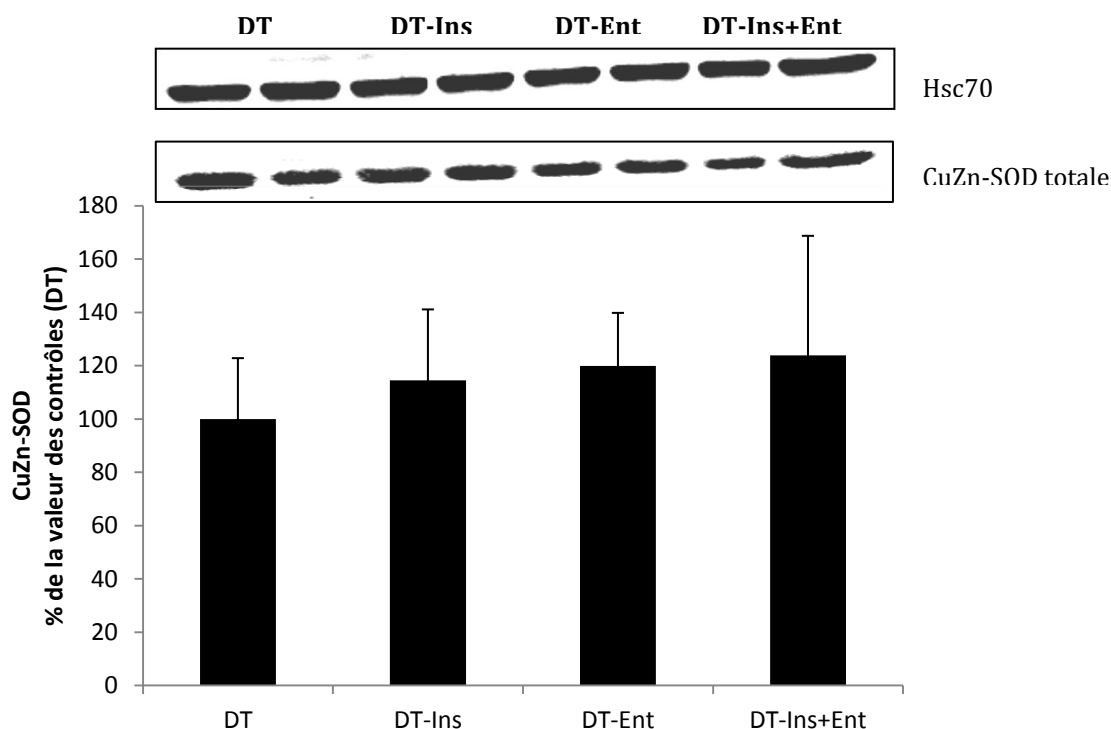 DT DT-Ins DT-Ent DT-Ins+Ent
Hsc70
CuZn-SOD totale
180
160
140
120
100
80
60
40
20
0
CuZn-SOD
% de la valeur des contrôles (DT)
DT DT-Ins DT-Ent DT-Ins+Ent